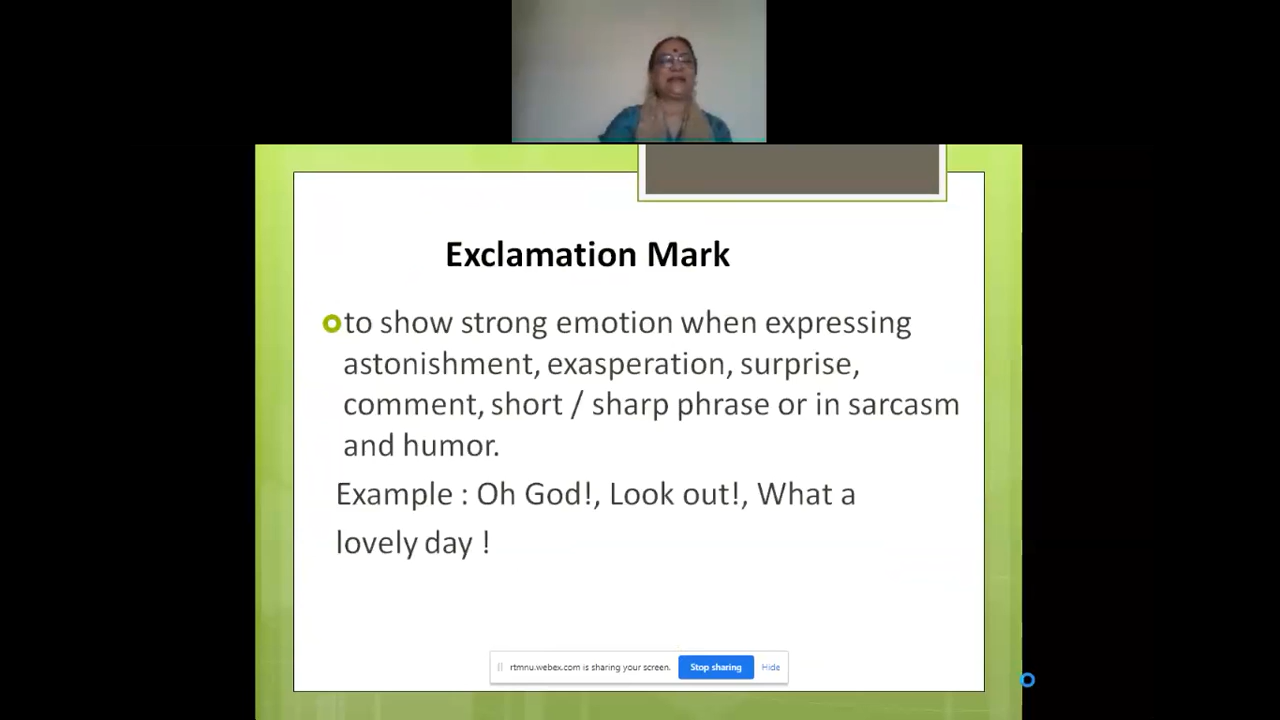 Exclamation Mark
to show strong emotion when expressing
astonishment, exasperation, surprise,
comment, short / sharp phrase or in sarcasm
and humor.
Example : Oh God!, Look out!, What a
lovely day !
rtmnu.webex.com is sharing your screen. Stop sharing Hide